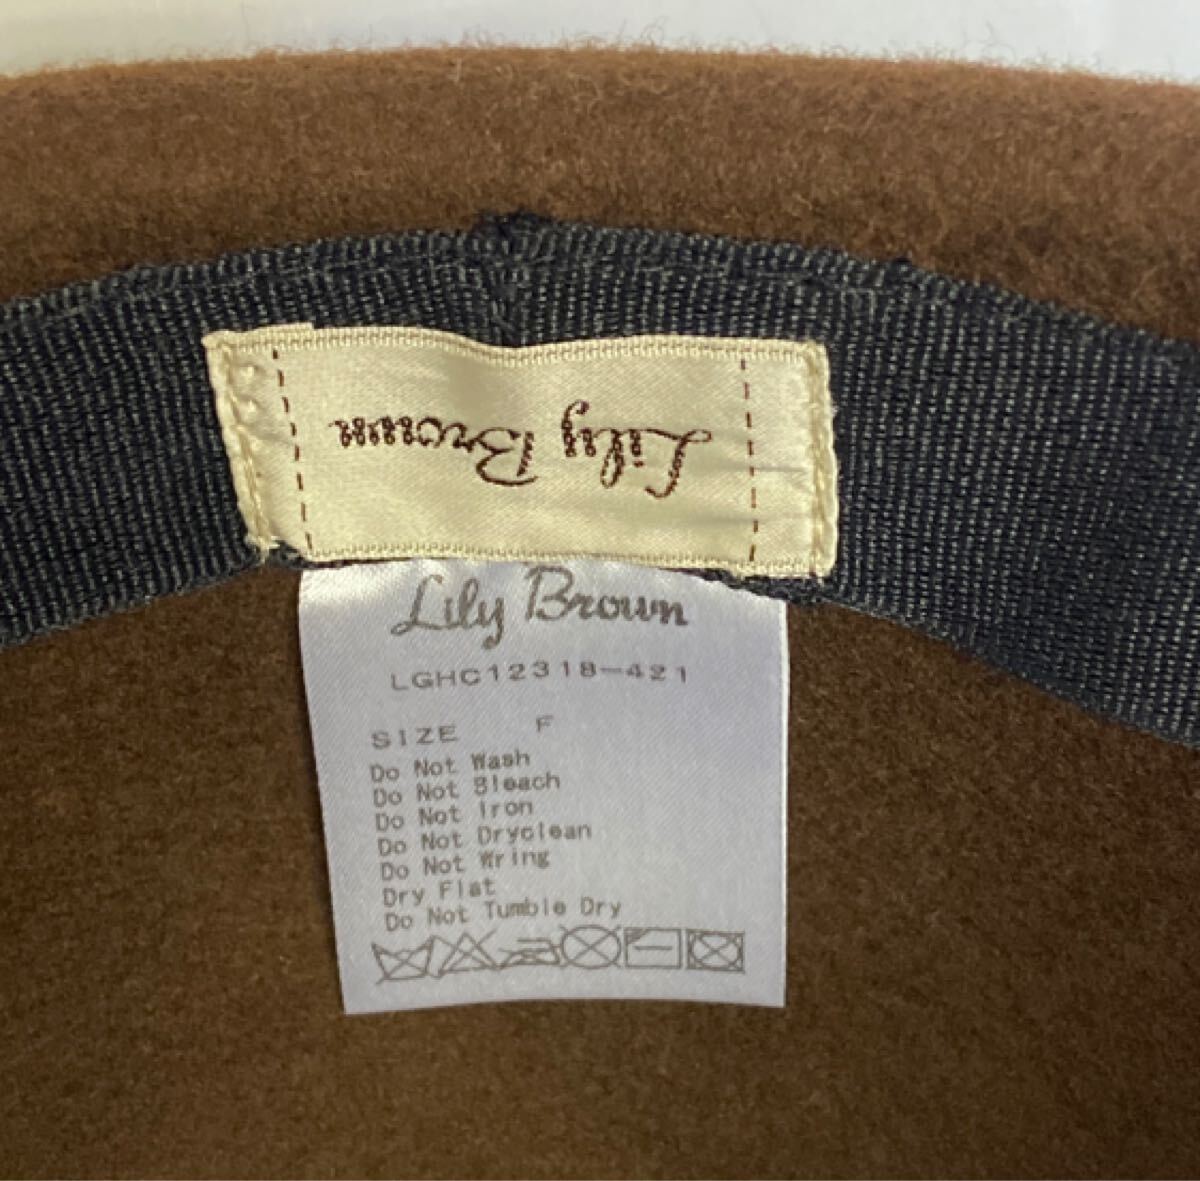 Lily Brown
Lily Brown
LGHC12318-421
SIZE F
Do Not Wash
Do Not Bleach
Do Not Iron
Do Not Dryclean
Do Not Wring
Dry Flat
Do Not Tumble Dry